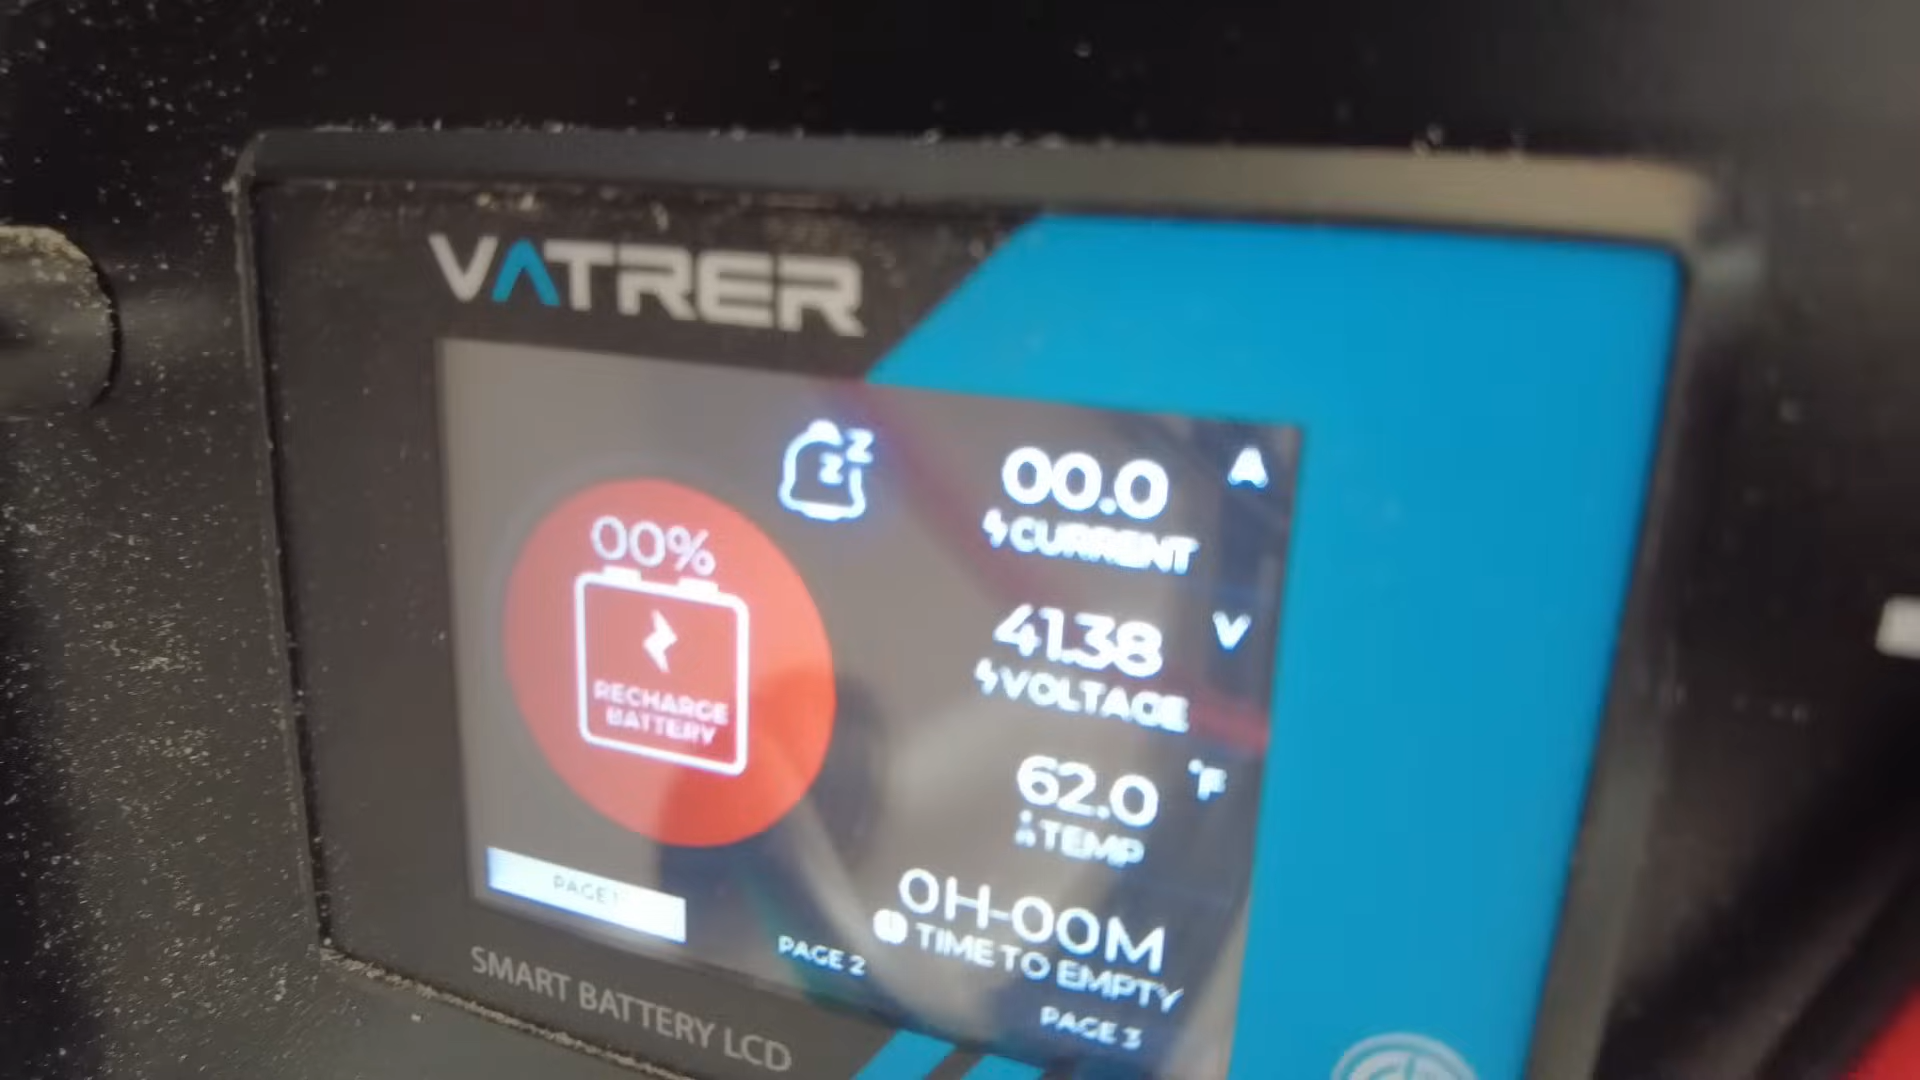 VATRER
zz
00.0 A
CURRENT
00%
RECHARGE
BATTERY
41.38 V
VOLTAGE
62.0 °F
TEMP
0H-00M
TIME TO EMPTY
PAGE 1
PAGE 2
PAGE 3
SMART BATTERY LCD